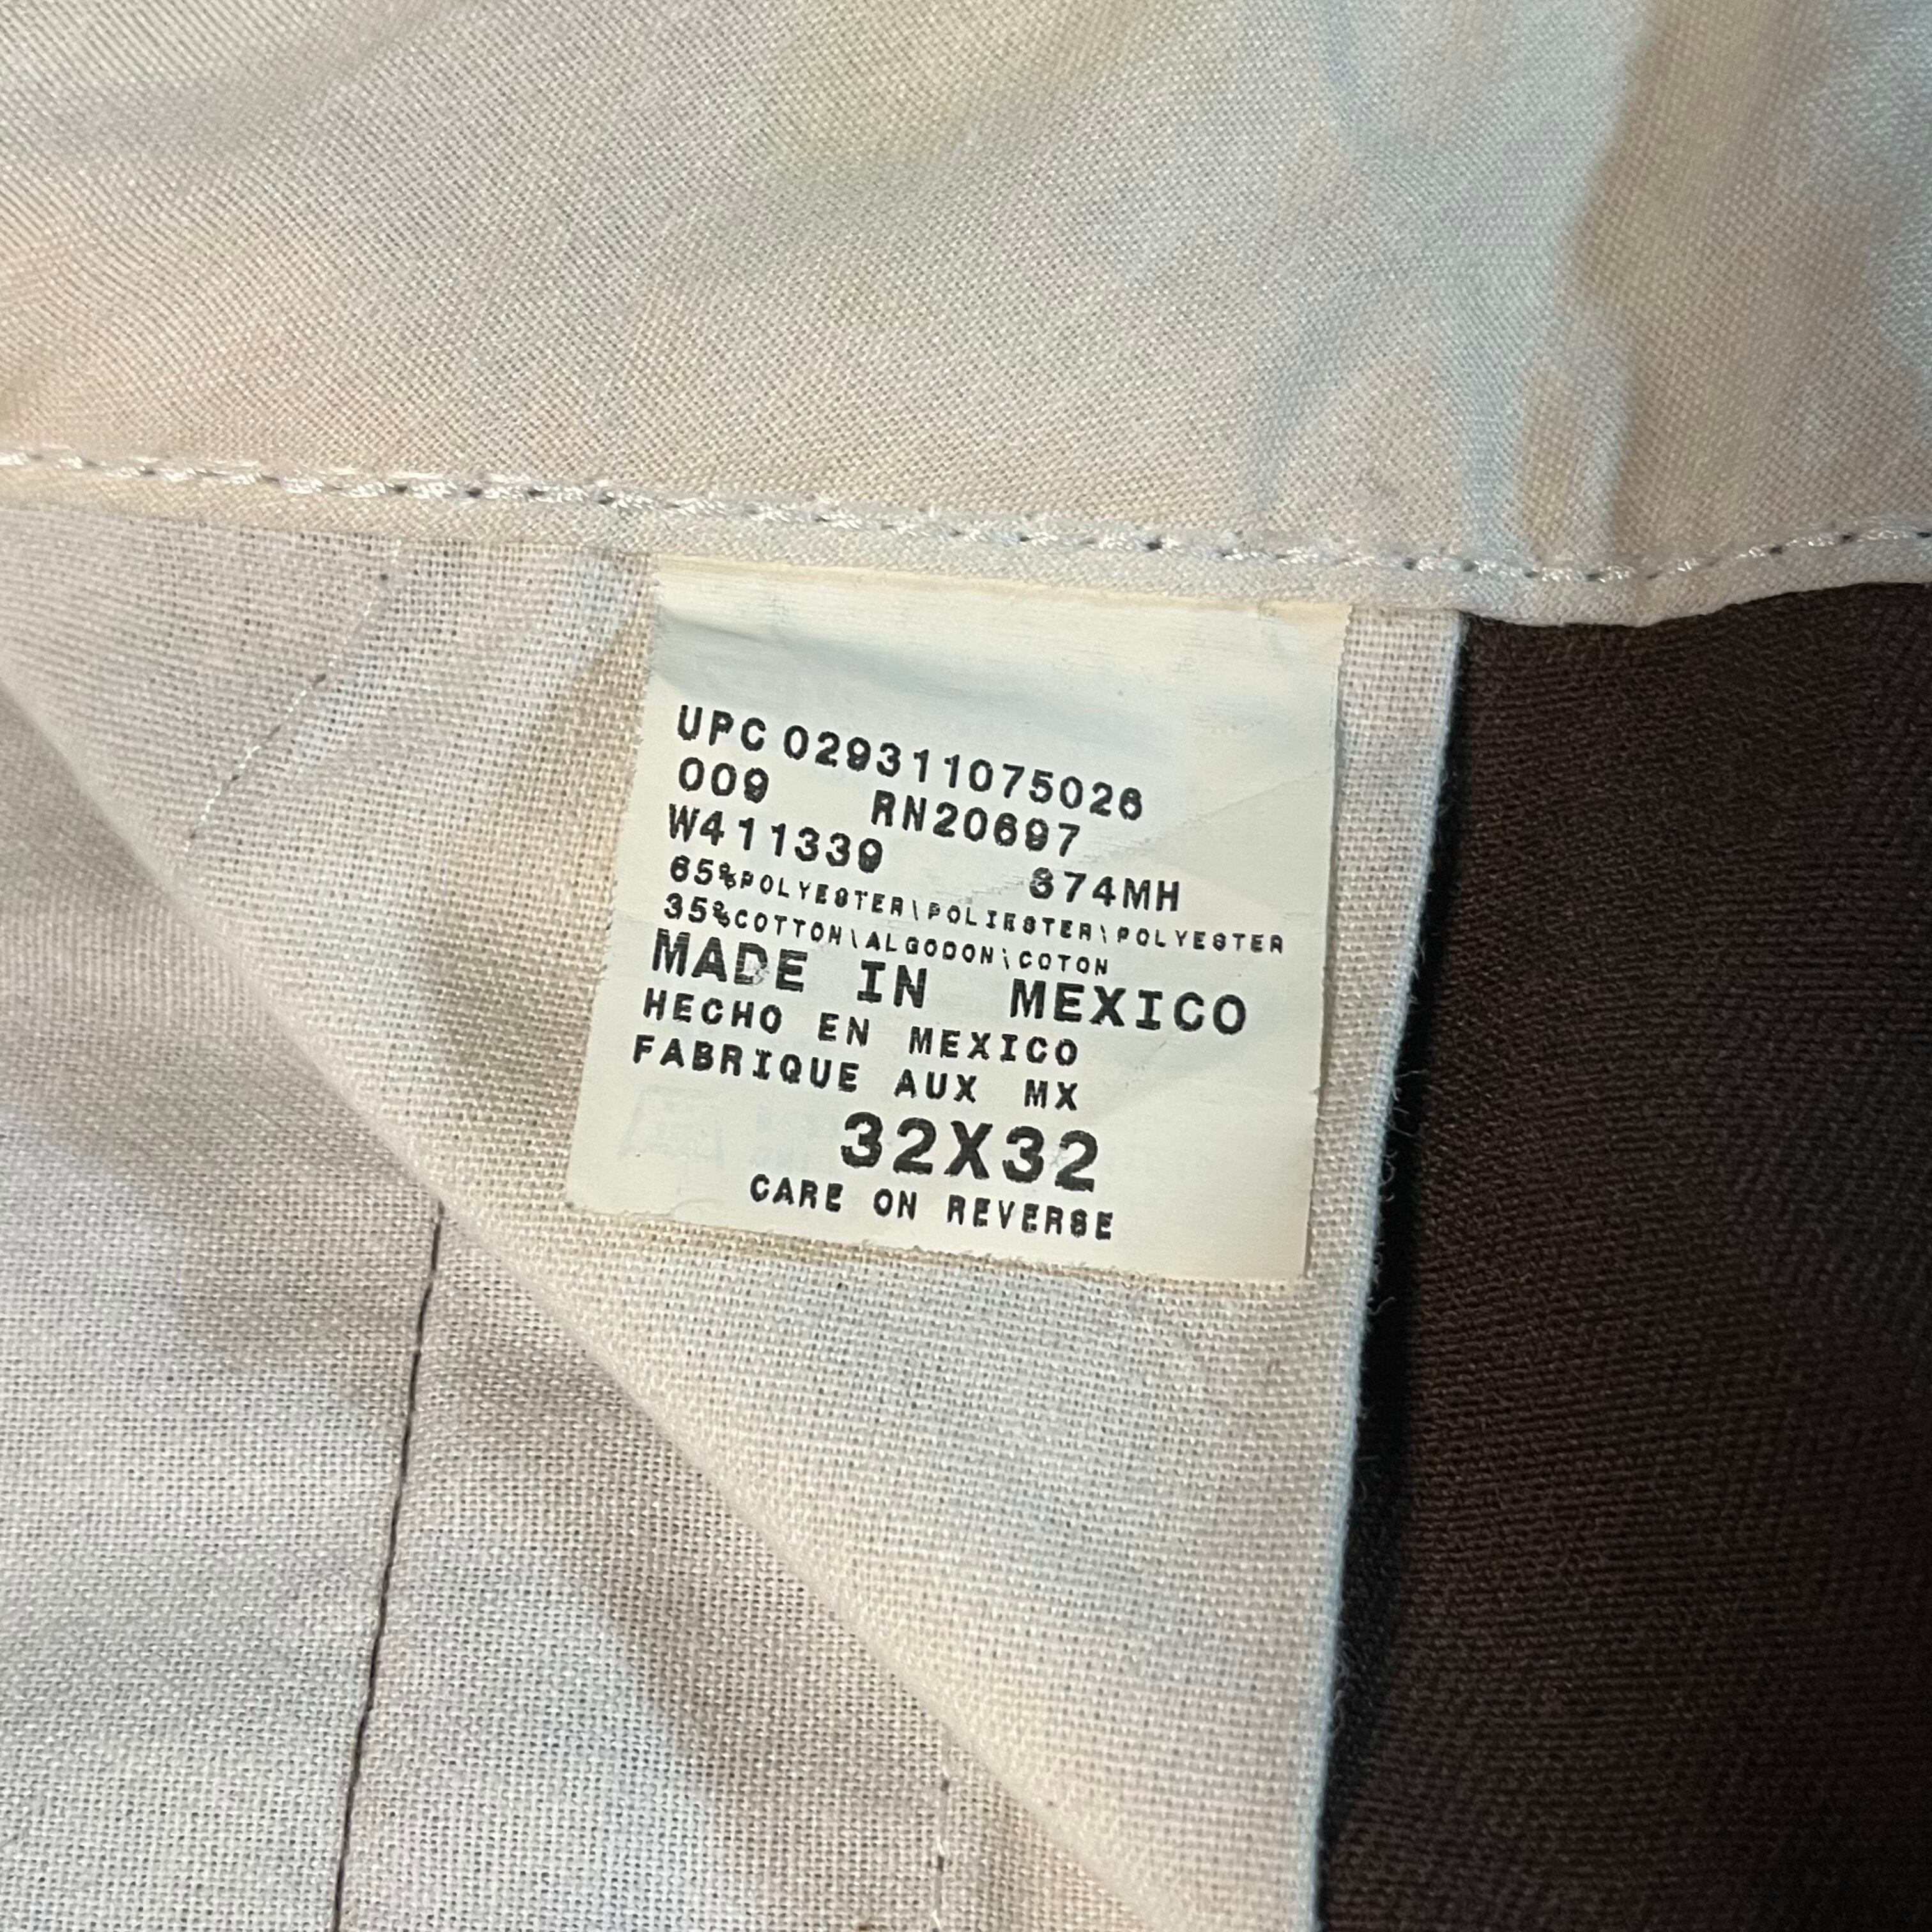 UPC 029311075026
009 RN20697
W411339 874MH
65%POLYESTER\POLIESTER\POLYESTER
35%COTTON\ALGODON\COTON
MADE IN MEXICO
HECHO EN MEXICO
FABRIQUE AUX MX
32X32
CARE ON REVERSE